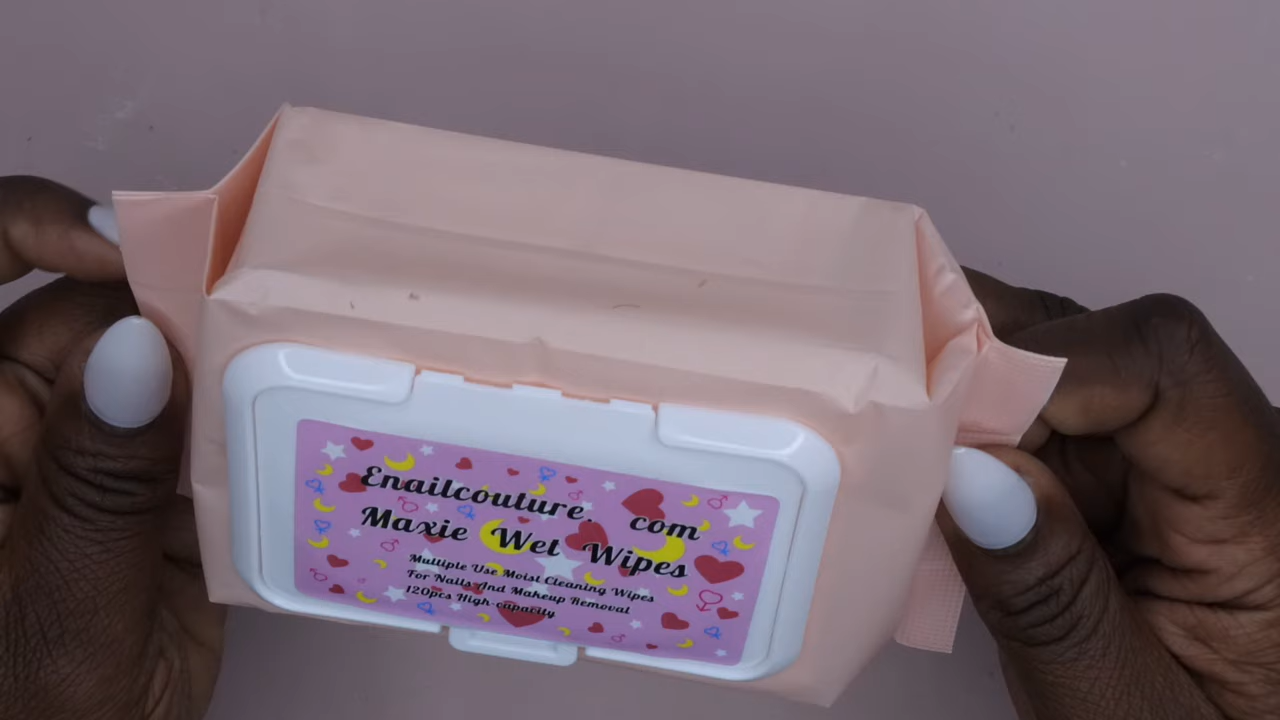 Enailcouture. com
Maxie Wet Wipes
Multiple Use Moist Cleaning Wipes
For Nails And Makeup Removal
120pcs High-capacity